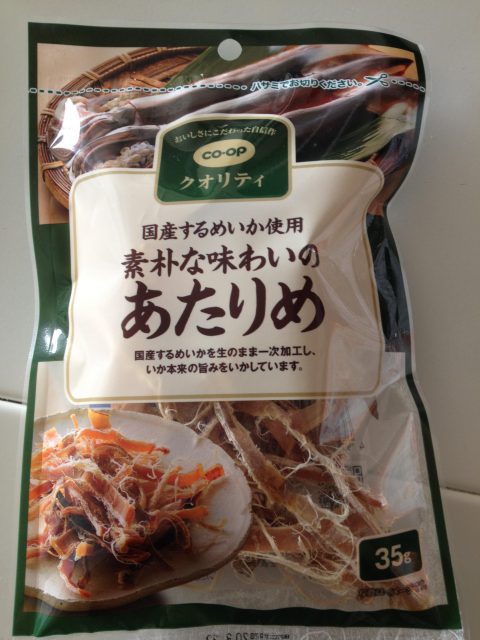 ハサミでお切りください。
おいしさにこだわった自信作
CO-OP
クオリティ
国産するめいか使用
素朴な味わいの
あたりめ
国産するめいかを生のまま一次加工し、
いか本来の旨みをいかしています。
35g